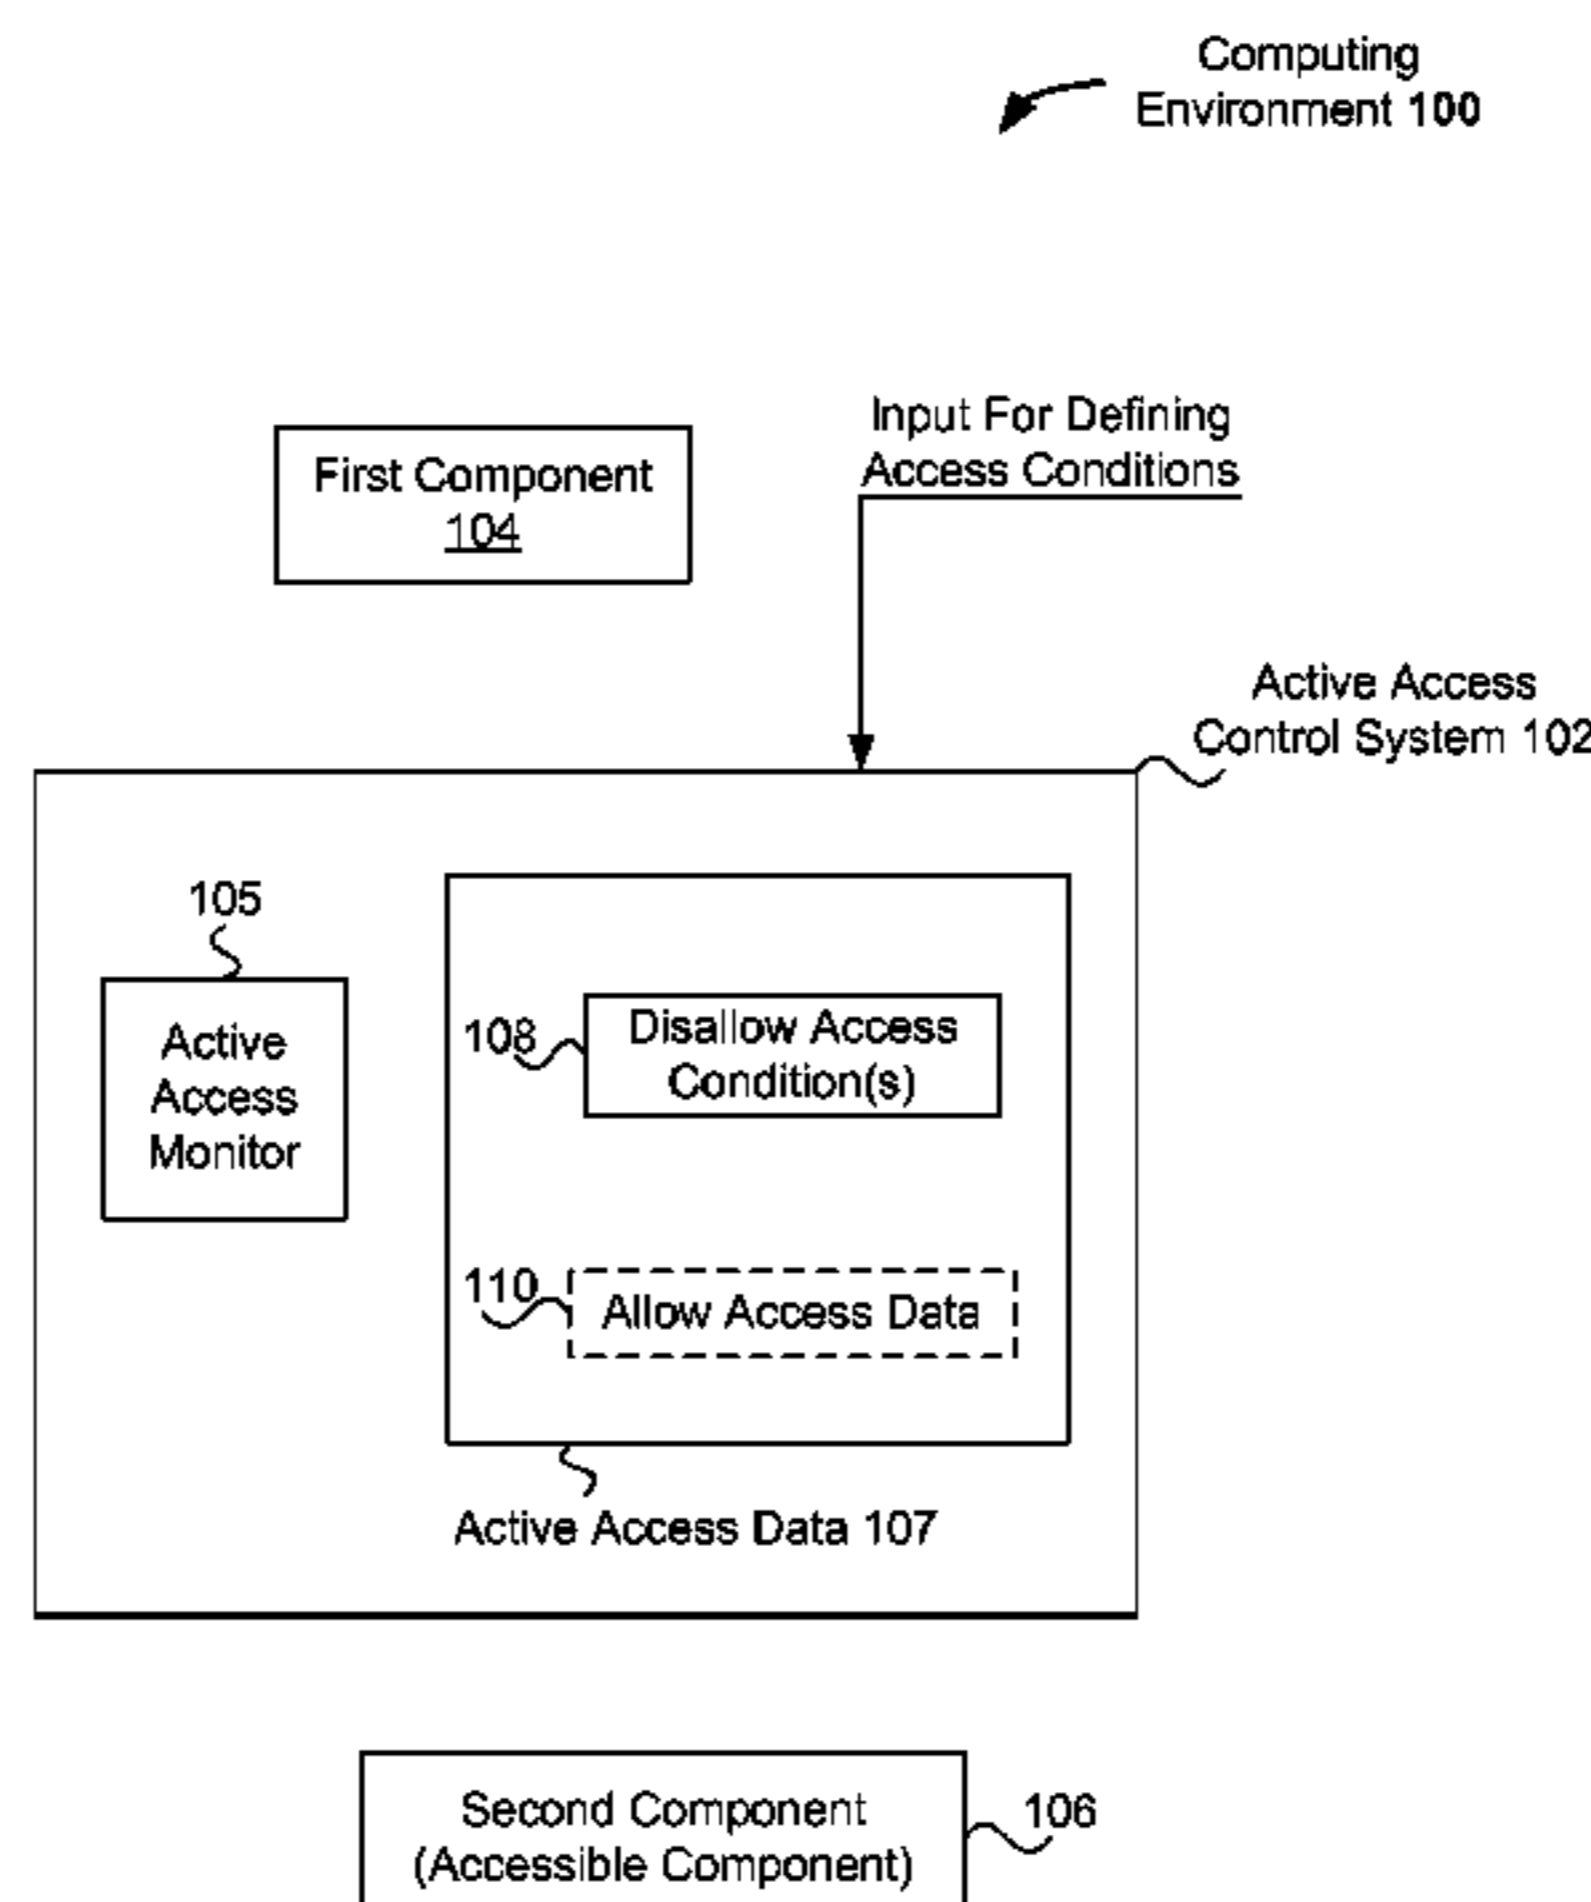 Computing
Environment 100
Input For Defining
Access Conditions
First Component
104
Active Access
Control System 102
105
Active
Access
Monitor
108
Disallow Access
Condition(s)
110
Allow Access Data
Active Access Data 107
Second Component
(Accessible Component)
106